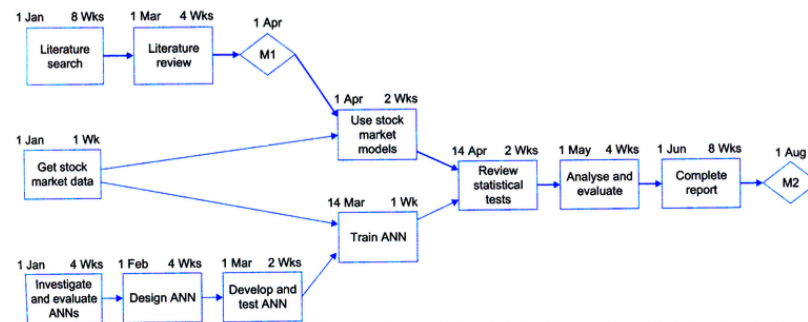 1 Jan 8 Wks
Literature
search
1 Mar 4 Wks
Literature
review
1 Apr
M1
1 Apr 2 Wks
Use stock
market
models
1 Jan 1 Wk
Get stock
market data
14 Apr 2 Wks
Review
statistical
tests
1 May 4 Wks
Analyse and
evaluate
1 Jun 8 Wks
Complete
report
1 Aug
M2
14 Mar 1 Wk
Train ANN
1 Jan 4 Wks
Investigate
and evaluate
ANNs
1 Feb 4 Wks
Design ANN
1 Mar 2 Wks
Develop and
test ANN